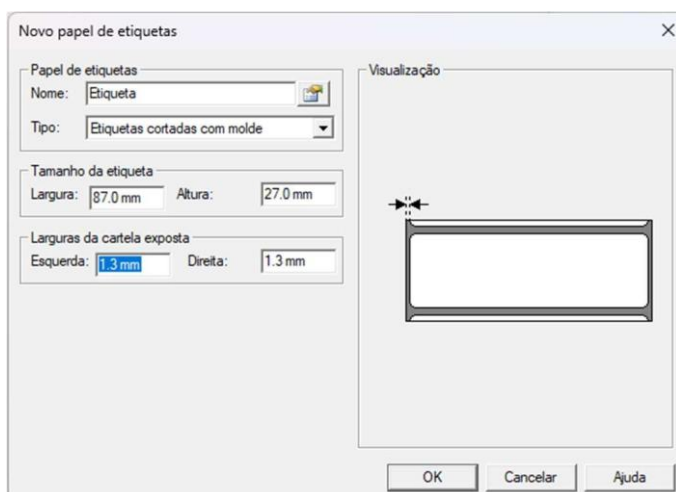 Novo papel de etiquetas
Papel de etiquetas
Nome: Etiqueta
Tipo: Etiquetas cortadas com molde
Tamanho da etiqueta
Largura: 87.0 mm Altura: 27.0 mm
Larguras da cartela exposta
Esquerda: 1.3 mm Direita: 1.3 mm
Visualização
OK Cancelar Ajuda